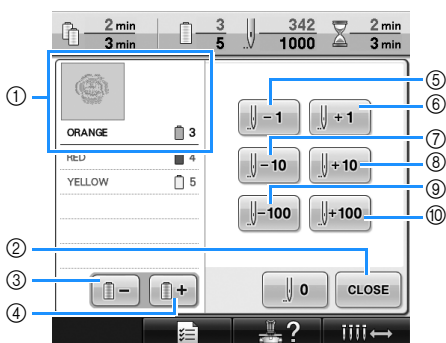 2 min 3 342 2 min
3 min 5 1000 3 min
①
ORANGE 3
RED 4
YELLOW 5
- 1 + 1
⑤ ⑥
- 10 + 10
⑦ ⑧
- 100 + 100
⑨ ⑩
②
③ - +
④
0 CLOSE
?